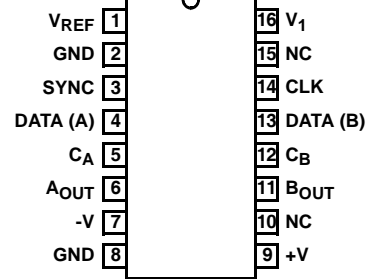 VREF 1 16 V1
GND 2 15 NC
SYNC 3 14 CLK
DATA (A) 4 13 DATA (B)
CA 5 12 CB
AOUT 6 11 BOUT
-V 7 10 NC
GND 8 9 +V